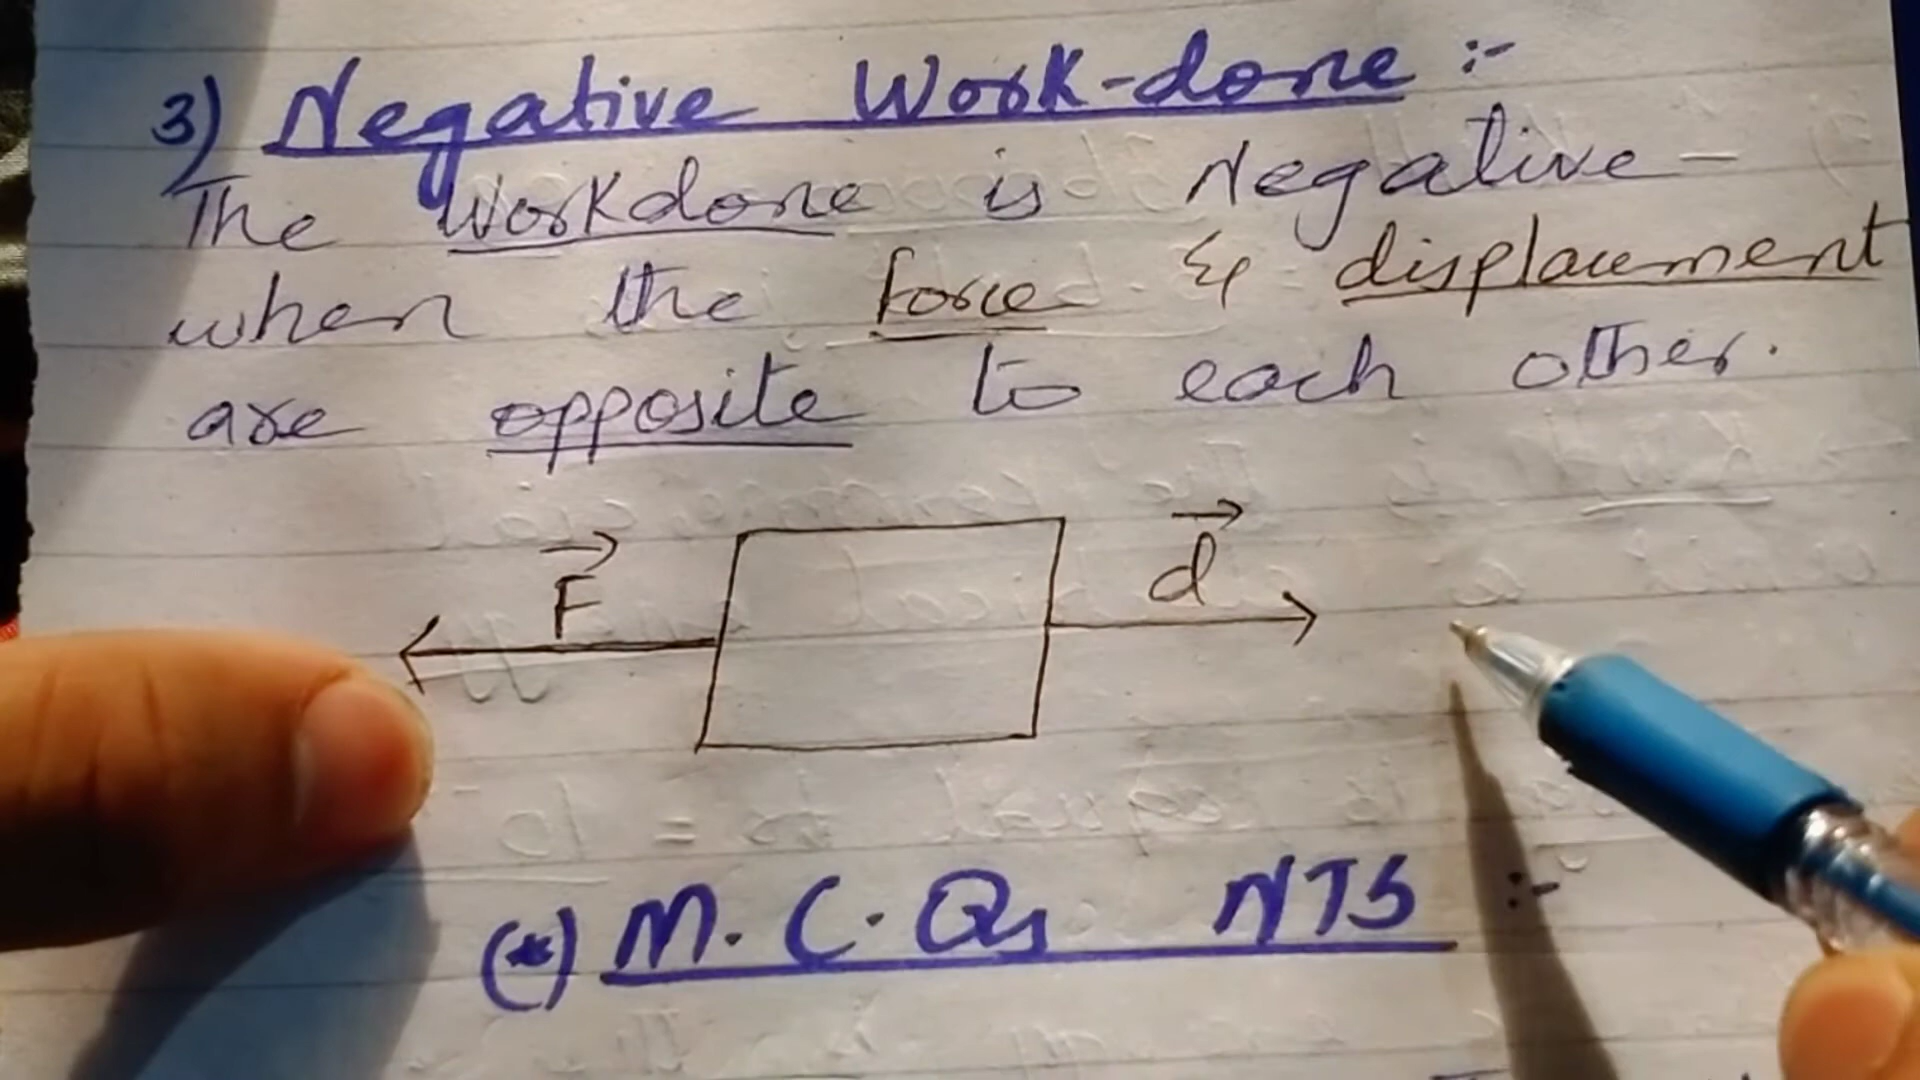 3) Negative Work-done :-
The Workdone is Negative -
when the force & displacement
are opposite to each other.
F d
(*) M.C.Qs NTS :-